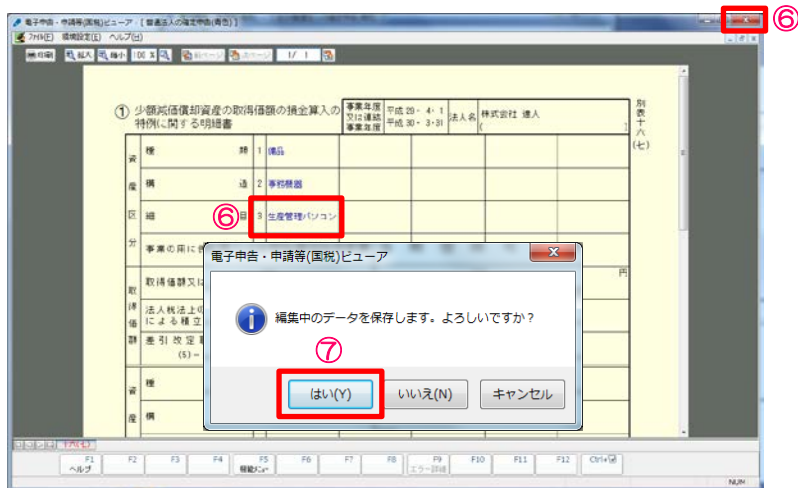 電子申告・申請等(国税)ビューア - [ 普通法人の確定申告(青色) ]
⑥
ファイル(F) 環境設定(E) ヘルプ(H)
印刷 拡大 縮小 100 % 前ページ 次ページ 1/ 1
① 少額減価償却資産の取得価額の損金算入の
特例に関する明細書
事業年度
又は連結
事業年度
平成 29・ 4・ 1
平成 30・ 3・31
法人名
株式会社 達人
( )
別表十六(七)
資産区分
種 類 1 備品
構 造 2 事務機器
⑥
細 目 3 生産管理パソコン
事業の用に
取得価額
取得価額又は
円
法人税法上の
による積立
差引改定
(5)－
資産
種
構
電子申告・申請等(国税)ビューア
編集中のデータを保存します。よろしいですか？
⑦
はい(Y) いいえ(N) キャンセル
十六(七)
F1 F2 F3 F4 F5 F6 F7 F8 F9 F10 F11 F12
ヘルプ 機能ﾒﾆｭｰ エラー詳細
NUM